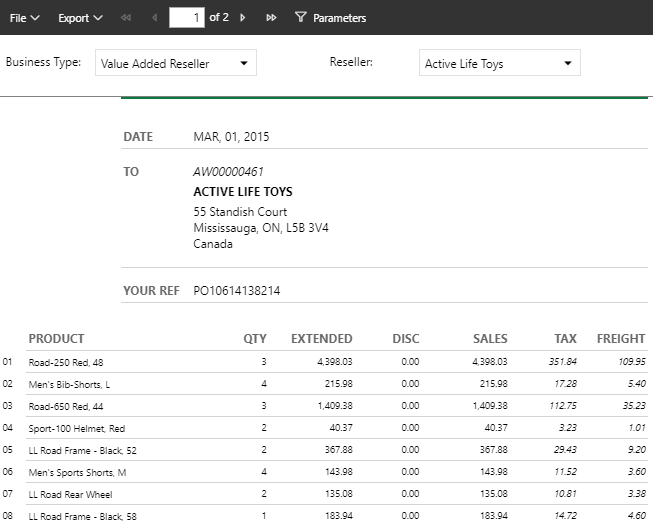 File Export 1 of 2 Parameters
Business Type: Value Added Reseller Reseller: Active Life Toys
DATE MAR, 01, 2015
TO AW00000461
ACTIVE LIFE TOYS
55 Standish Court
Mississauga, ON, L5B 3V4
Canada
YOUR REF PO10614138214
PRODUCT QTY EXTENDED DISC SALES TAX FREIGHT
01 Road-250 Red, 48 3 4,398.03 0.00 4,398.03 351.84 109.95
02 Men's Bib-Shorts, L 4 215.98 0.00 215.98 17.28 5.40
03 Road-650 Red, 44 3 1,409.38 0.00 1,409.38 112.75 35.23
04 Sport-100 Helmet, Red 2 40.37 0.00 40.37 3.23 1.01
05 LL Road Frame - Black, 52 2 367.88 0.00 367.88 29.43 9.20
06 Men's Sports Shorts, M 4 143.98 0.00 143.98 11.52 3.60
07 LL Road Rear Wheel 2 135.08 0.00 135.08 10.81 3.38
08 LL Road Frame - Black, 58 1 183.94 0.00 183.94 14.72 4.60